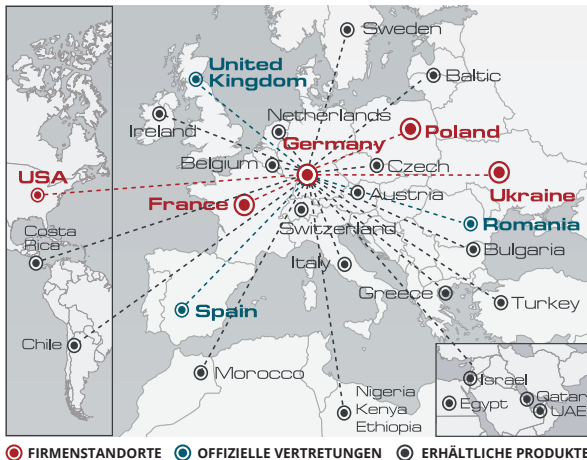 Sweden
United
Kingdom
Baltic
Ireland
Netherlands
Germany
Poland
Belgium
Czech
USA
Ukraine
France
Austria
Switzerland
Romania
Costa
Rica
Bulgaria
Italy
Greece
Turkey
Spain
Chile
Morocco
Israel
Nigeria
Kenya
Ethiopia
Egypt
Qatar
UAE
FIRMENSTANDORTE
OFFIZIELLE VERTRETUNGEN
ERHÄLTLICHE PRODUKTE